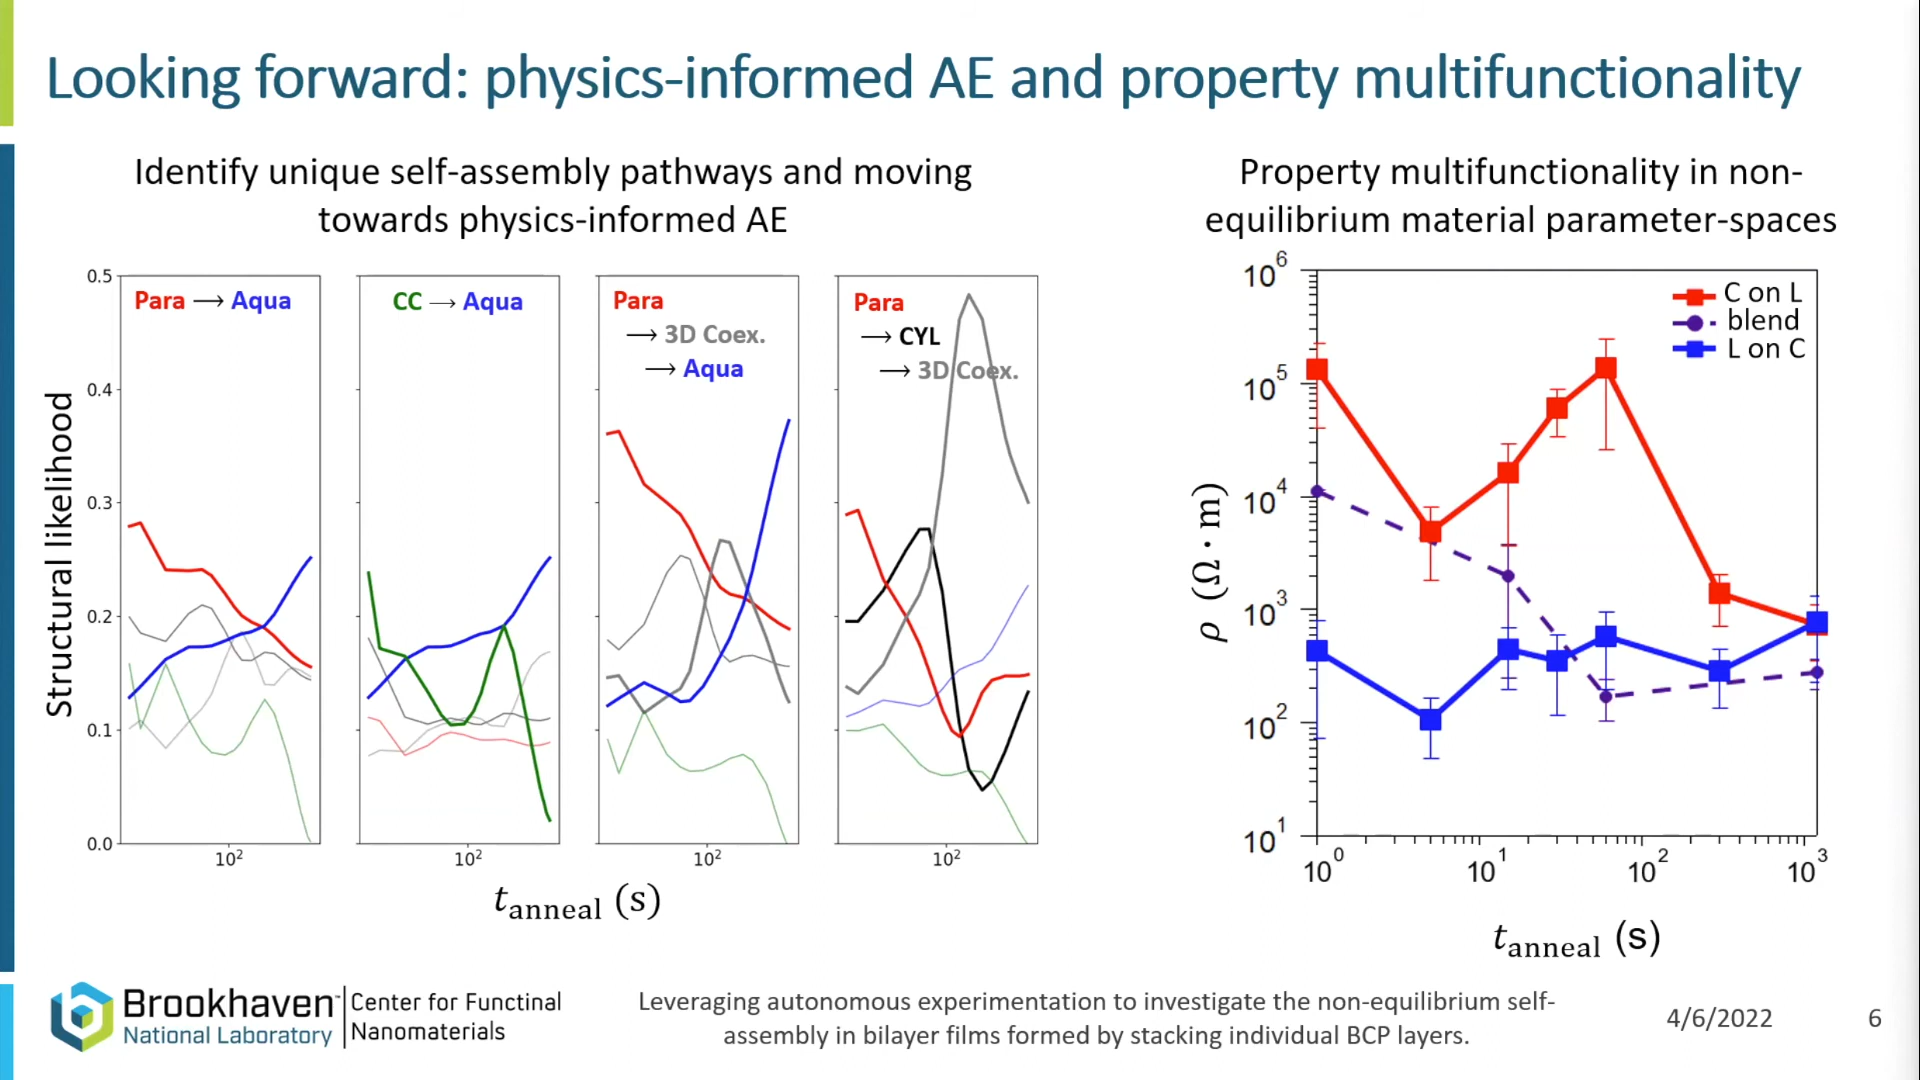 Looking forward: physics-informed AE and property multifunctionality
Identify unique self-assembly pathways and moving
towards physics-informed AE
Property multifunctionality in non-
equilibrium material parameter-spaces
Structural likelihood
0.5
0.4
0.3
0.2
0.1
0.0
Para → Aqua
CC → Aqua
Para
→ 3D Coex.
→ Aqua
Para
→ CYL
→ 3D Coex.
10²
10²
10²
10²
t_anneal (s)
ρ (Ω · m)
10⁶
10⁵
10⁴
10³
10²
10¹
C on L
blend
L on C
10⁰
10¹
10²
10³
t_anneal (s)
Brookhaven™
National Laboratory
Center for Functinal
Nanomaterials
Leveraging autonomous experimentation to investigate the non-equilibrium self-
assembly in bilayer films formed by stacking individual BCP layers.
4/6/2022
6